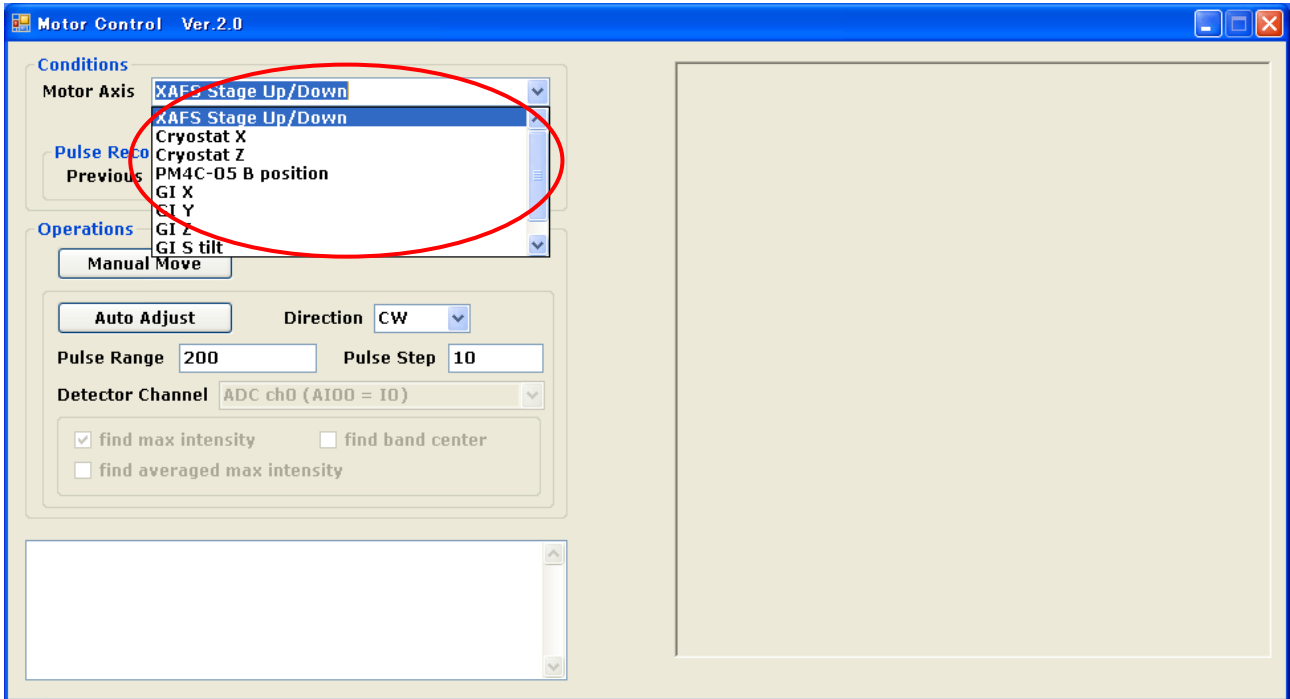 Motor Control Ver.2.0
Conditions
Motor Axis XAFS Stage Up/Down
XAFS Stage Up/Down
Cryostat X
Cryostat Z
PM4C-05 B position
GI X
GI Y
GI Z
GI S tilt
Pulse Reco
Previous
Operations
Manual Move
Auto Adjust Direction CW
Pulse Range 200 Pulse Step 10
Detector Channel ADC ch0 (AI00 = I0)
find max intensity find band center
find averaged max intensity